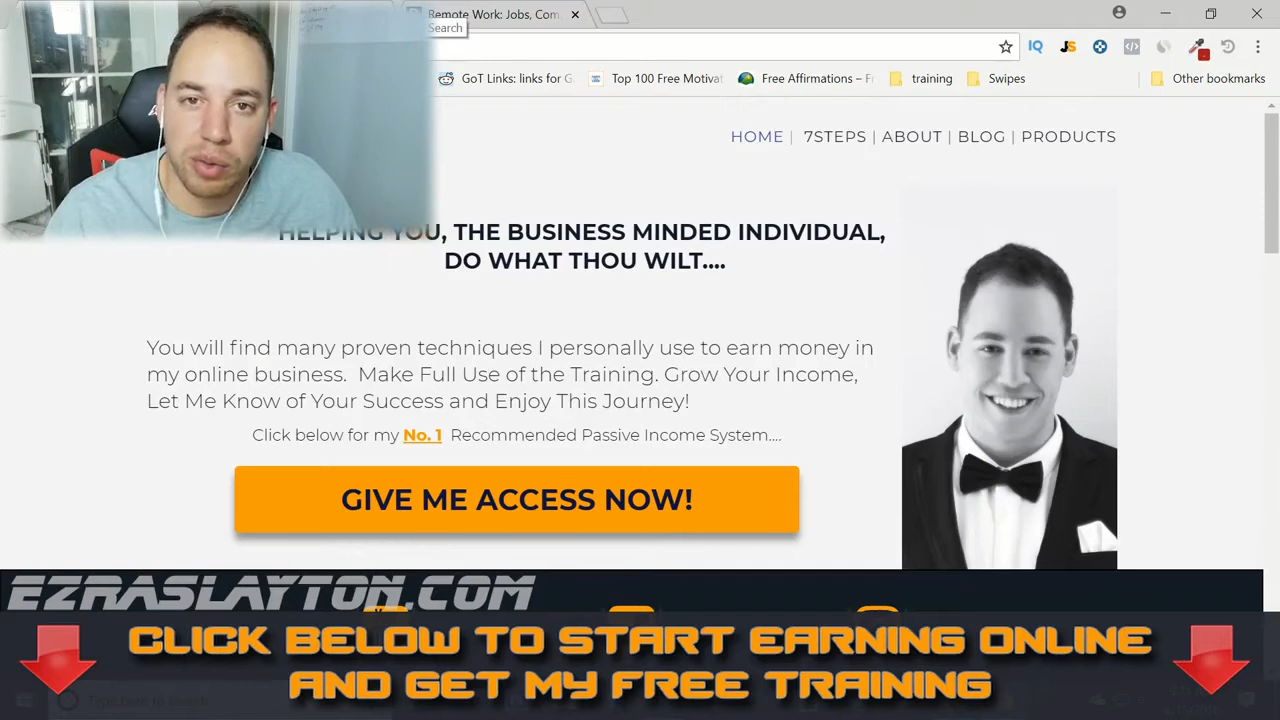 Remote Work: Jobs, Com
Search
GoT Links: links for G
Top 100 Free Motivat
Free Affirmations – F
training
Swipes
Other bookmarks
HOME | 7STEPS | ABOUT | BLOG | PRODUCTS
HELPING YOU, THE BUSINESS MINDED INDIVIDUAL,
DO WHAT THOU WILT....
You will find many proven techniques I personally use to earn money in
my online business. Make Full Use of the Training. Grow Your Income,
Let Me Know of Your Success and Enjoy This Journey!
Click below for my No. 1 Recommended Passive Income System....
GIVE ME ACCESS NOW!
EZRASLAYTON.COM
CLICK BELOW TO START EARNING ONLINE
AND GET MY FREE TRAINING
Type here to search